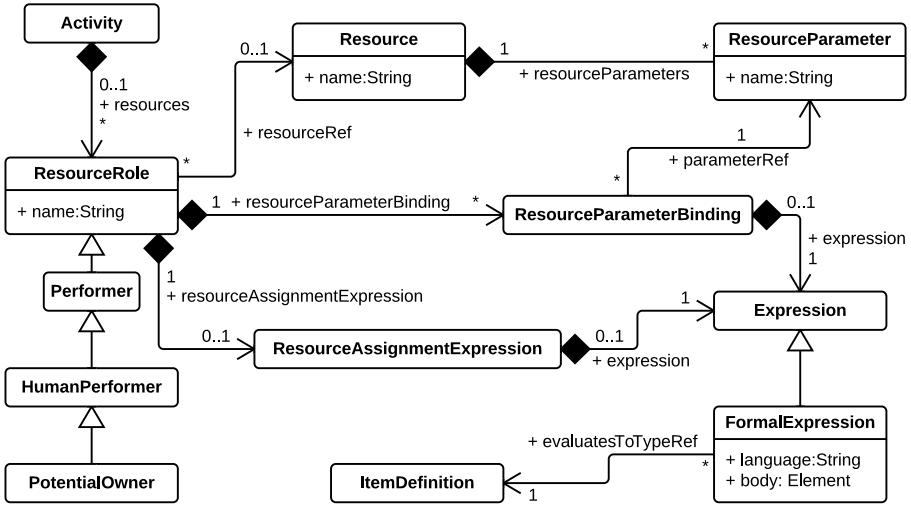 Activity
0..1
+ resources
*
0..1
Resource
+ name:String
1
*
+ resourceParameters
ResourceParameter
+ name:String
+ resourceRef
*
1
+ parameterRef
*
ResourceRole
+ name:String
1
+ resourceParameterBinding
*
ResourceParameterBinding
0..1
+ expression
1
1
+ resourceAssignmentExpression
0..1
Performer
ResourceAssignmentExpression
0..1
1
+ expression
Expression
HumanPerformer
PotentialOwner
FormalExpression
+ language:String
+ body: Element
+ evaluatesToTypeRef
*
1
ItemDefinition